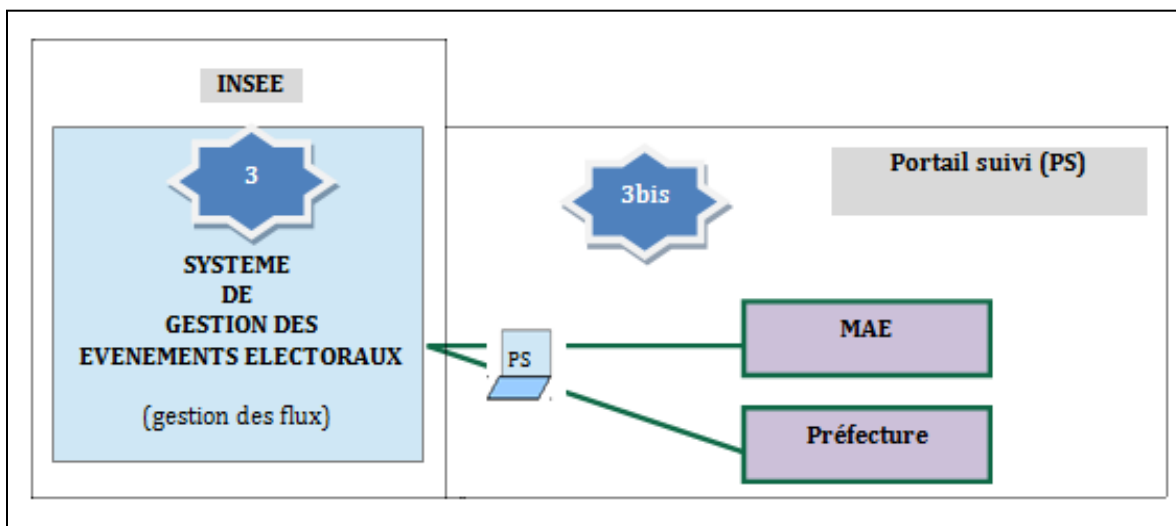 INSEE
3
SYSTEME
DE
GESTION DES
EVENEMENTS ELECTORAUX
(gestion des flux)
3bis
Portail suivi (PS)
PS
MAE
Préfecture